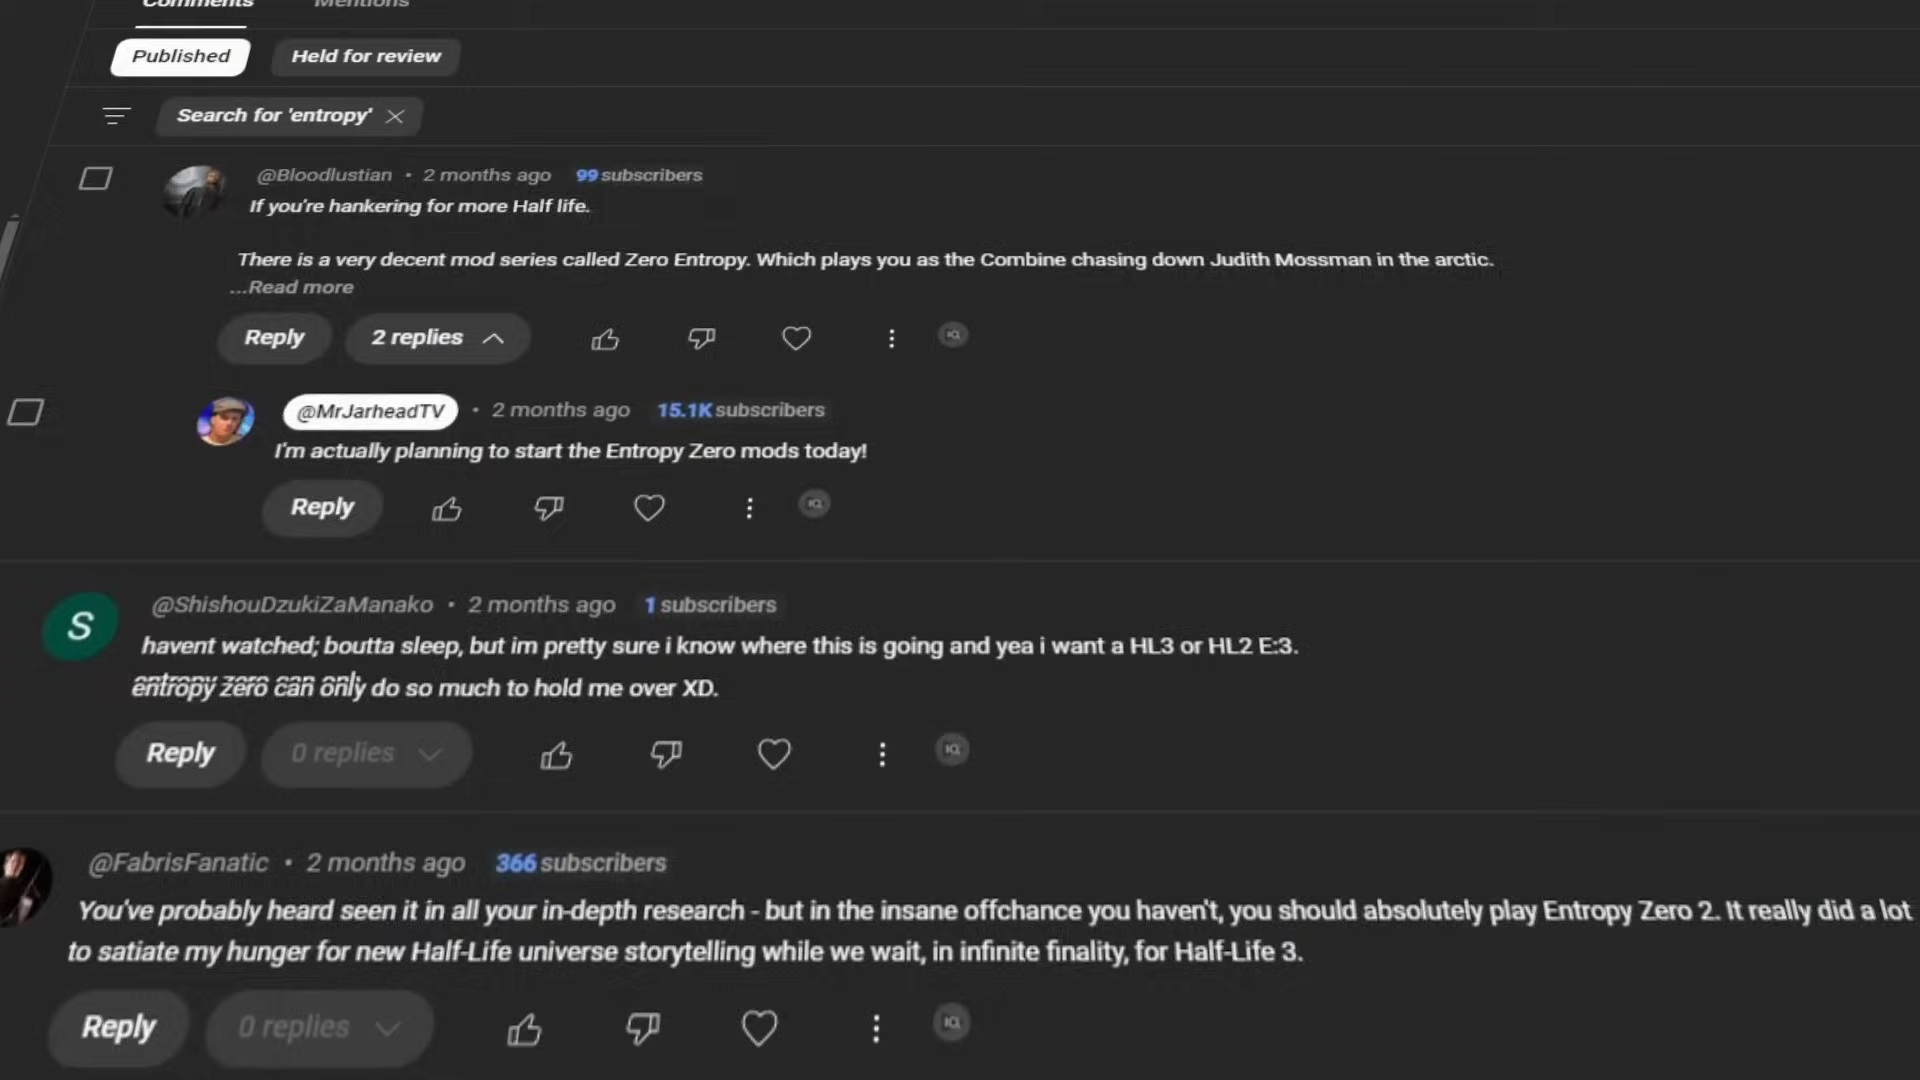 Comments Mentions
Published Held for review
Search for 'entropy'
@Bloodlustian • 2 months ago 99 subscribers
If you're hankering for more Half life.
There is a very decent mod series called Zero Entropy. Which plays you as the Combine chasing down Judith Mossman in the arctic.
...Read more
Reply 2 replies
@MrJarheadTV • 2 months ago 15.1K subscribers
I'm actually planning to start the Entropy Zero mods today!
Reply
S
@ShishouDzukiZaManako • 2 months ago 1 subscribers
havent watched; boutta sleep, but im pretty sure i know where this is going and yea i want a HL3 or HL2 E:3.
entropy zero can only do so much to hold me over XD.
Reply 0 replies
@FabrisFanatic • 2 months ago 366 subscribers
You've probably heard seen it in all your in-depth research - but in the insane offchance you haven't, you should absolutely play Entropy Zero 2. It really did a lot
to satiate my hunger for new Half-Life universe storytelling while we wait, in infinite finality, for Half-Life 3.
Reply 0 replies